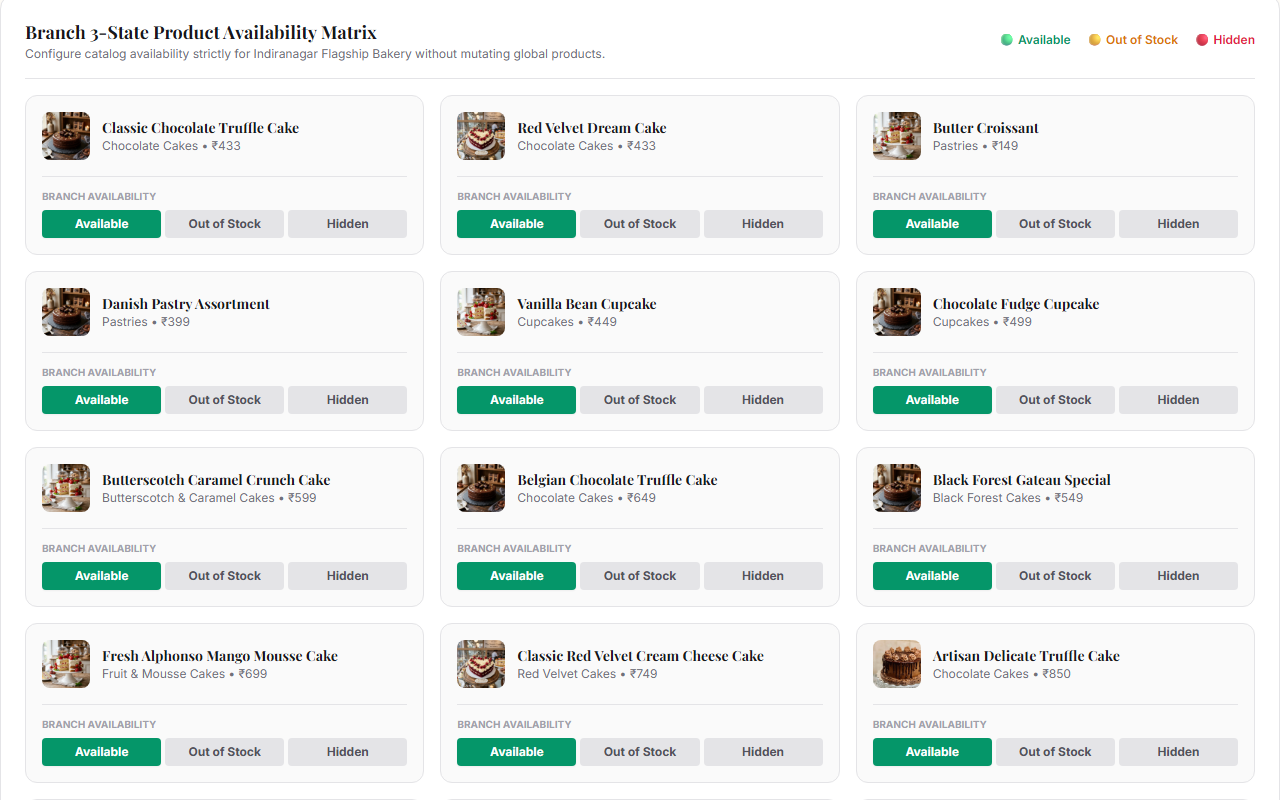 Branch 3-State Product Availability Matrix
Configure catalog availability strictly for Indiranagar Flagship Bakery without mutating global products.
Available Out of Stock Hidden
Classic Chocolate Truffle Cake
Chocolate Cakes • ₹433
BRANCH AVAILABILITY
Available Out of Stock Hidden
Red Velvet Dream Cake
Chocolate Cakes • ₹433
BRANCH AVAILABILITY
Available Out of Stock Hidden
Butter Croissant
Pastries • ₹149
BRANCH AVAILABILITY
Available Out of Stock Hidden
Danish Pastry Assortment
Pastries • ₹399
BRANCH AVAILABILITY
Available Out of Stock Hidden
Vanilla Bean Cupcake
Cupcakes • ₹449
BRANCH AVAILABILITY
Available Out of Stock Hidden
Chocolate Fudge Cupcake
Cupcakes • ₹499
BRANCH AVAILABILITY
Available Out of Stock Hidden
Butterscotch Caramel Crunch Cake
Butterscotch & Caramel Cakes • ₹599
BRANCH AVAILABILITY
Available Out of Stock Hidden
Belgian Chocolate Truffle Cake
Chocolate Cakes • ₹649
BRANCH AVAILABILITY
Available Out of Stock Hidden
Black Forest Gateau Special
Black Forest Cakes • ₹549
BRANCH AVAILABILITY
Available Out of Stock Hidden
Fresh Alphonso Mango Mousse Cake
Fruit & Mousse Cakes • ₹699
BRANCH AVAILABILITY
Available Out of Stock Hidden
Classic Red Velvet Cream Cheese Cake
Red Velvet Cakes • ₹749
BRANCH AVAILABILITY
Available Out of Stock Hidden
Artisan Delicate Truffle Cake
Chocolate Cakes • ₹850
BRANCH AVAILABILITY
Available Out of Stock Hidden